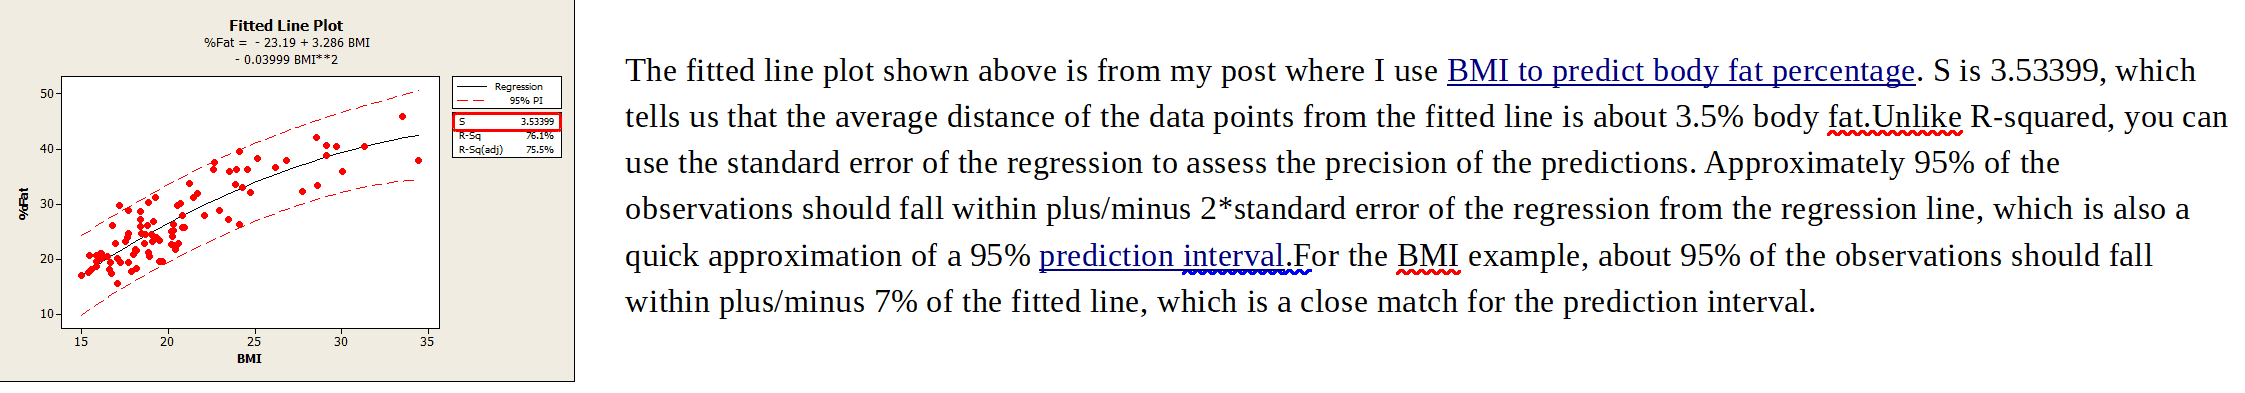 Fitted Line Plot
%Fat = - 23.19 + 3.286 BMI
- 0.03999 BMI**2
Regression
95% PI
S 3.53399
R-Sq 76.1%
R-Sq(adj) 75.5%
%Fat
50
40
30
20
10
15 20 25 30 35
BMI
The fitted line plot shown above is from my post where I use BMI to predict body fat percentage. S is 3.53399, which
tells us that the average distance of the data points from the fitted line is about 3.5% body fat.Unlike R-squared, you can
use the standard error of the regression to assess the precision of the predictions. Approximately 95% of the
observations should fall within plus/minus 2*standard error of the regression from the regression line, which is also a
quick approximation of a 95% prediction interval.For the BMI example, about 95% of the observations should fall
within plus/minus 7% of the fitted line, which is a close match for the prediction interval.